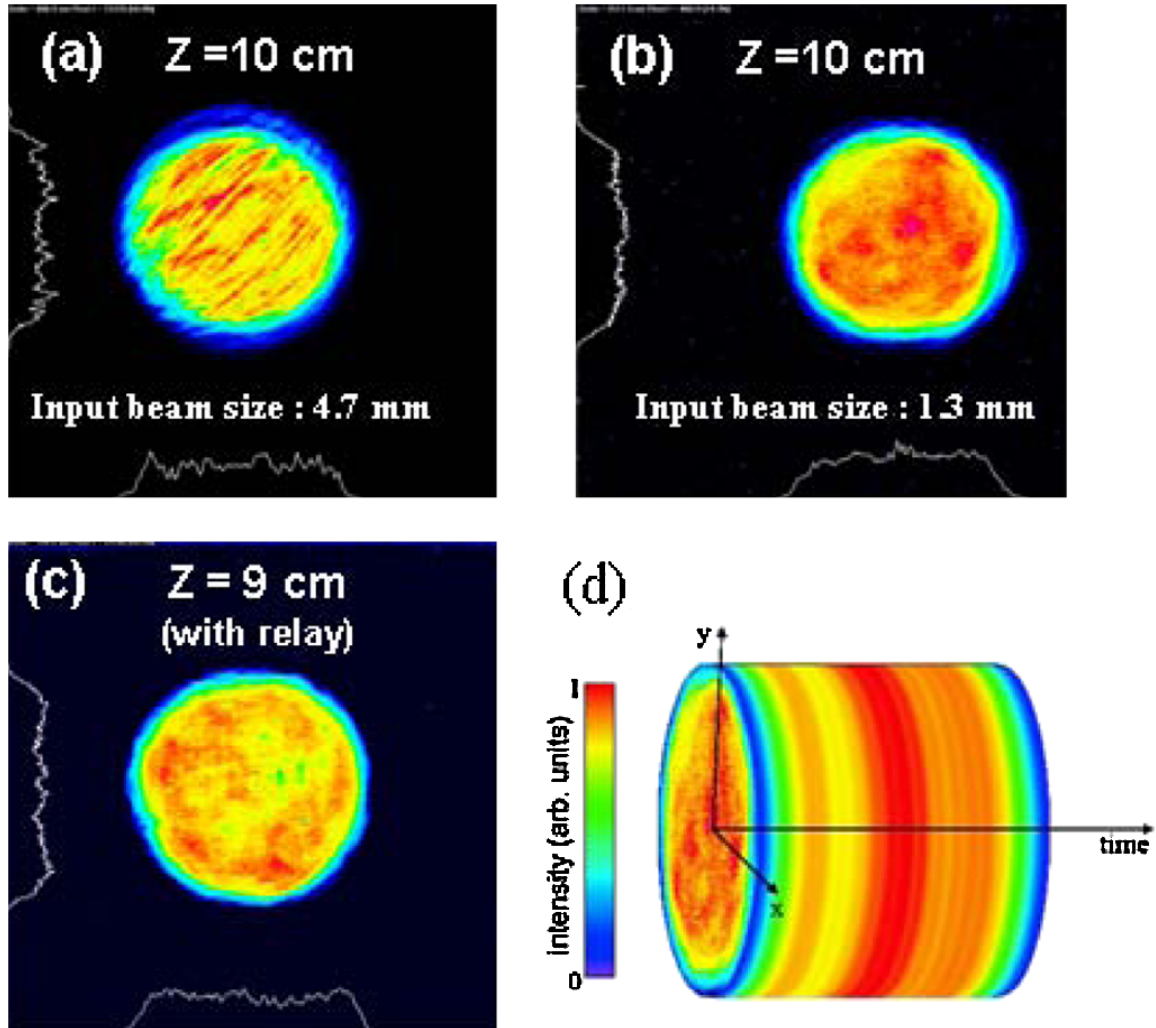 (a) Z =10 cm
Input beam size : 4.7 mm
(b) Z =10 cm
Input beam size : 1.3 mm
(c) Z = 9 cm
(with relay)
(d)
y
1
intensity (arb. units)
0
x
time